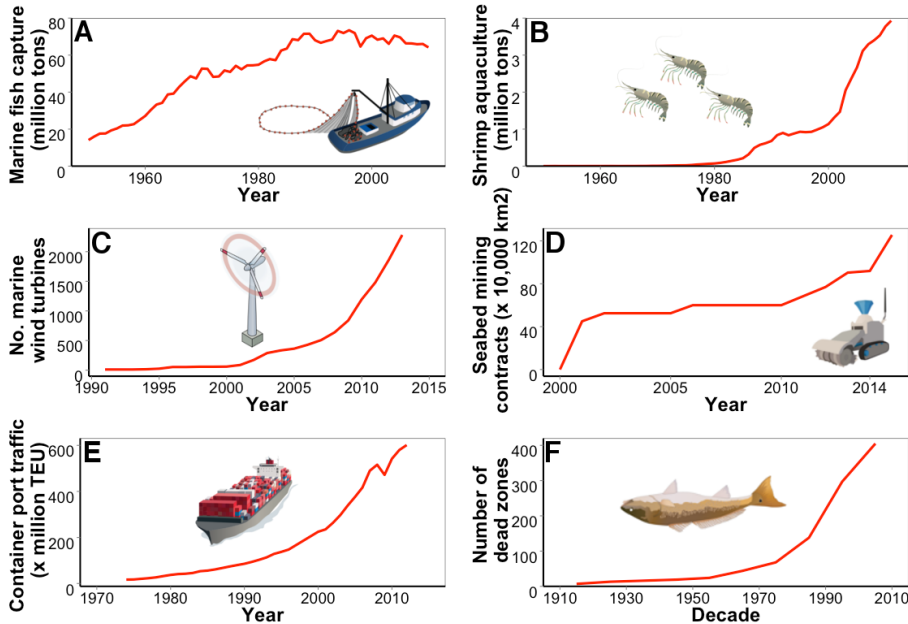 A
Marine fish capture
(million tons)
80
60
40
20
0
1960
1980
2000
Year
B
Shrimp aquaculture
(million tons)
4
3
2
1
0
1960
1980
2000
Year
C
No. marine
wind turbines
2000
1500
1000
500
0
1990
1995
2000
2005
2010
2015
Year
D
Seabed mining
contracts (x 10,000 km2)
120
80
40
0
2000
2005
2010
2014
Year
E
Container port traffic
(x million TEU)
600
400
200
0
1970
1980
1990
2000
2010
Year
F
Number of
dead zones
400
300
200
100
0
1910
1930
1950
1970
1990
2010
Decade